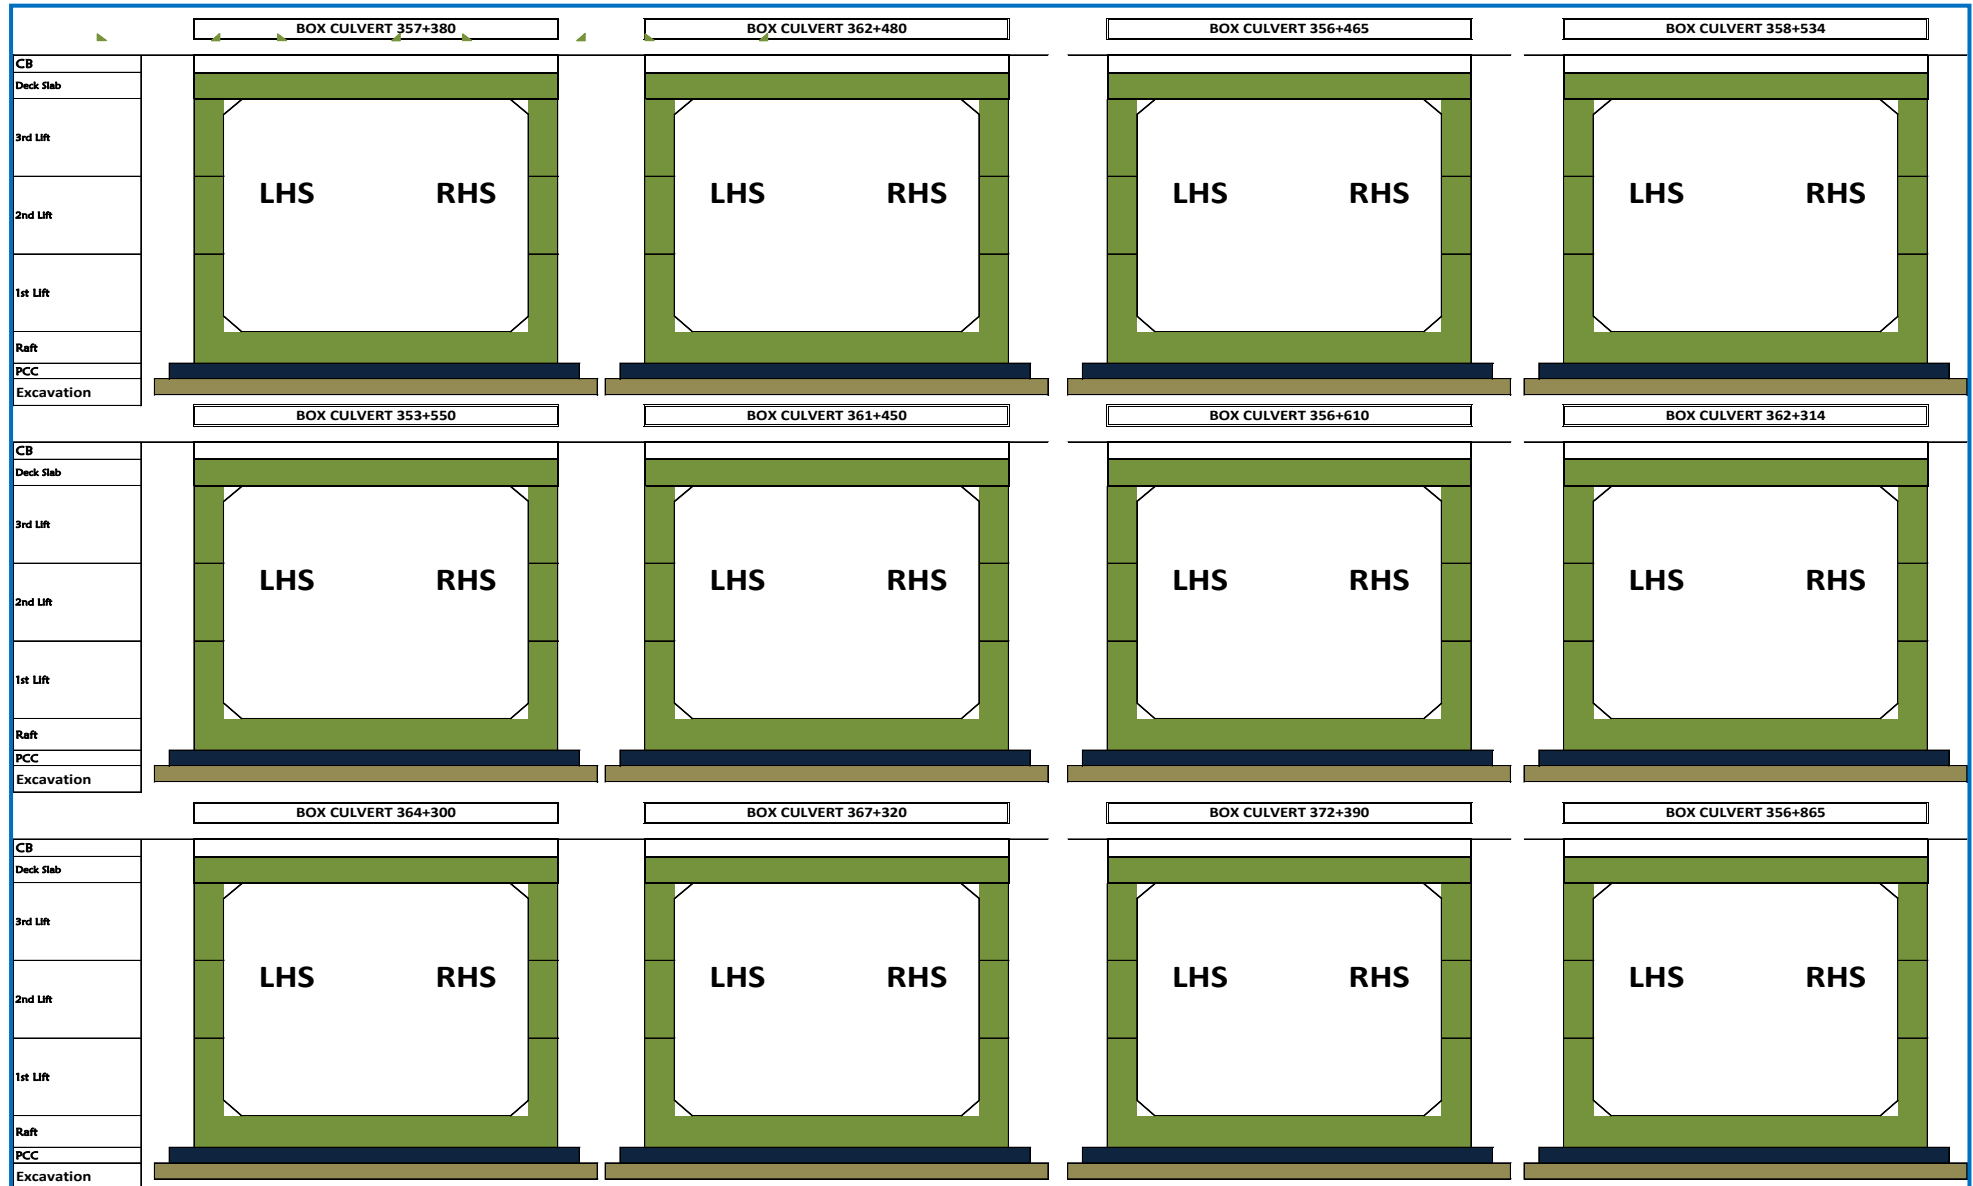 BOX CULVERT 357+380 BOX CULVERT 362+480 BOX CULVERT 356+465 BOX CULVERT 358+534
CB
Deck Slab
3rd Lift
LHS RHS LHS RHS LHS RHS LHS RHS
2nd Lift
1st Lift
Raft
PCC
Excavation
BOX CULVERT 353+550 BOX CULVERT 361+450 BOX CULVERT 356+610 BOX CULVERT 362+314
CB
Deck Slab
3rd Lift
LHS RHS LHS RHS LHS RHS LHS RHS
2nd Lift
1st Lift
Raft
PCC
Excavation
BOX CULVERT 364+300 BOX CULVERT 367+320 BOX CULVERT 372+390 BOX CULVERT 356+865
CB
Deck Slab
3rd Lift
LHS RHS LHS RHS LHS RHS LHS RHS
2nd Lift
1st Lift
Raft
PCC
Excavation